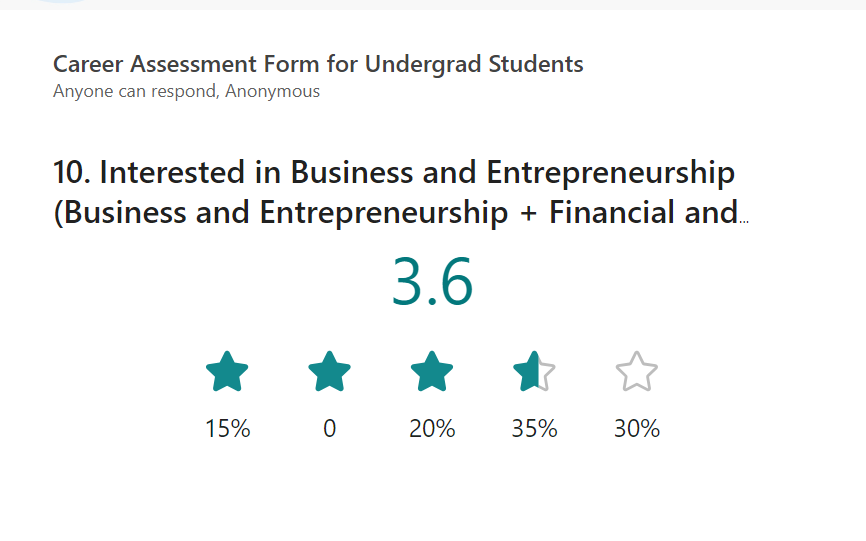 Career Assessment Form for Undergrad Students
Anyone can respond, Anonymous
10. Interested in Business and Entrepreneurship
(Business and Entrepreneurship + Financial and...
3.6
15% 0 20% 35% 30%